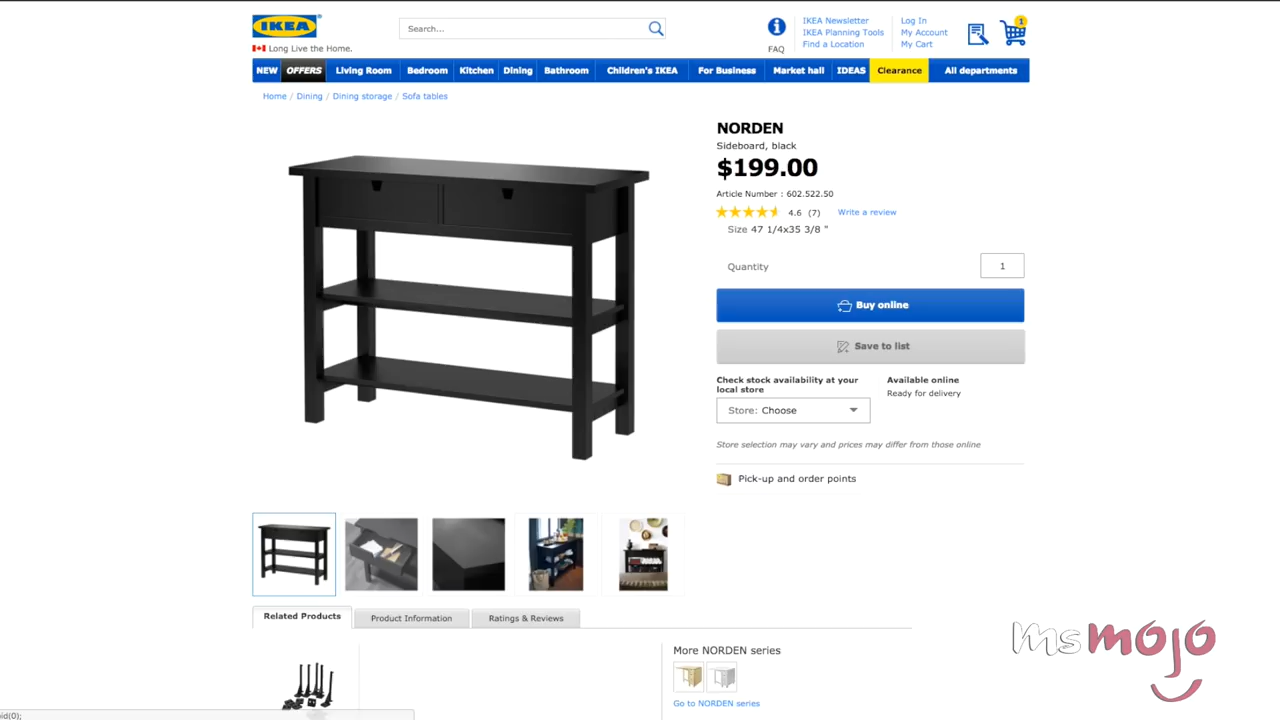 IKEA
Long Live the Home.
Search...
FAQ
IKEA Newsletter
IKEA Planning Tools
Find a Location
Log In
My Account
My Cart
1
NEW OFFERS Living Room Bedroom Kitchen Dining Bathroom Children's IKEA For Business Market hall IDEAS Clearance All departments
Home / Dining / Dining storage / Sofa tables
NORDEN
Sideboard, black
$199.00
Article Number : 602.522.50
4.6 (7) Write a review
Size 47 1/4x35 3/8 "
Quantity 1
Buy online
Save to list
Check stock availability at your
local store
Available online
Ready for delivery
Store: Choose
Store selection may vary and prices may differ from those online
Pick-up and order points
Related Products Product Information Ratings & Reviews
More NORDEN series
Go to NORDEN series
msmojo
id(0);